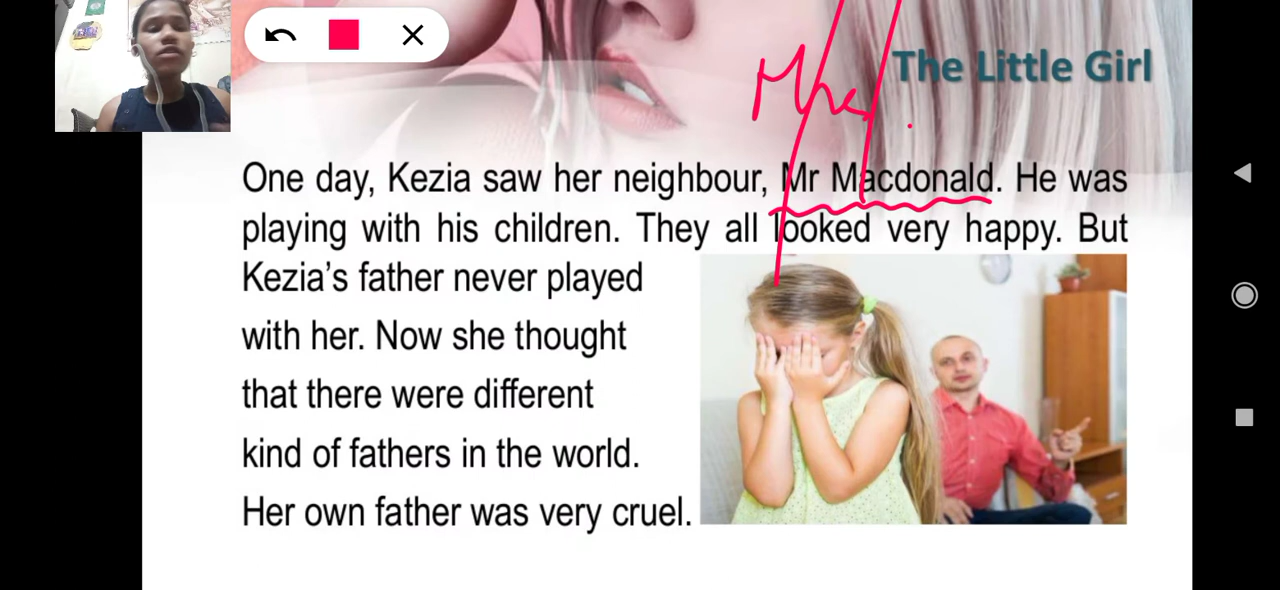 The Little Girl
One day, Kezia saw her neighbour, Mr Macdonald. He was
playing with his children. They all looked very happy. But
Kezia's father never played
with her. Now she thought
that there were different
kind of fathers in the world.
Her own father was very cruel.